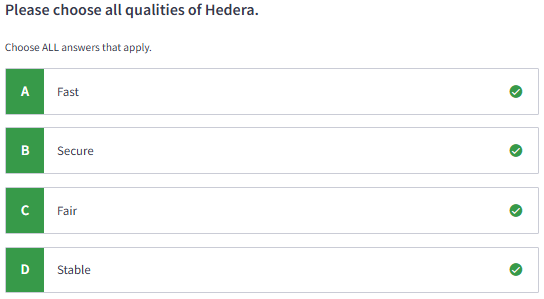 Please choose all qualities of Hedera.
Choose ALL answers that apply.
A Fast
B Secure
C Fair
D Stable